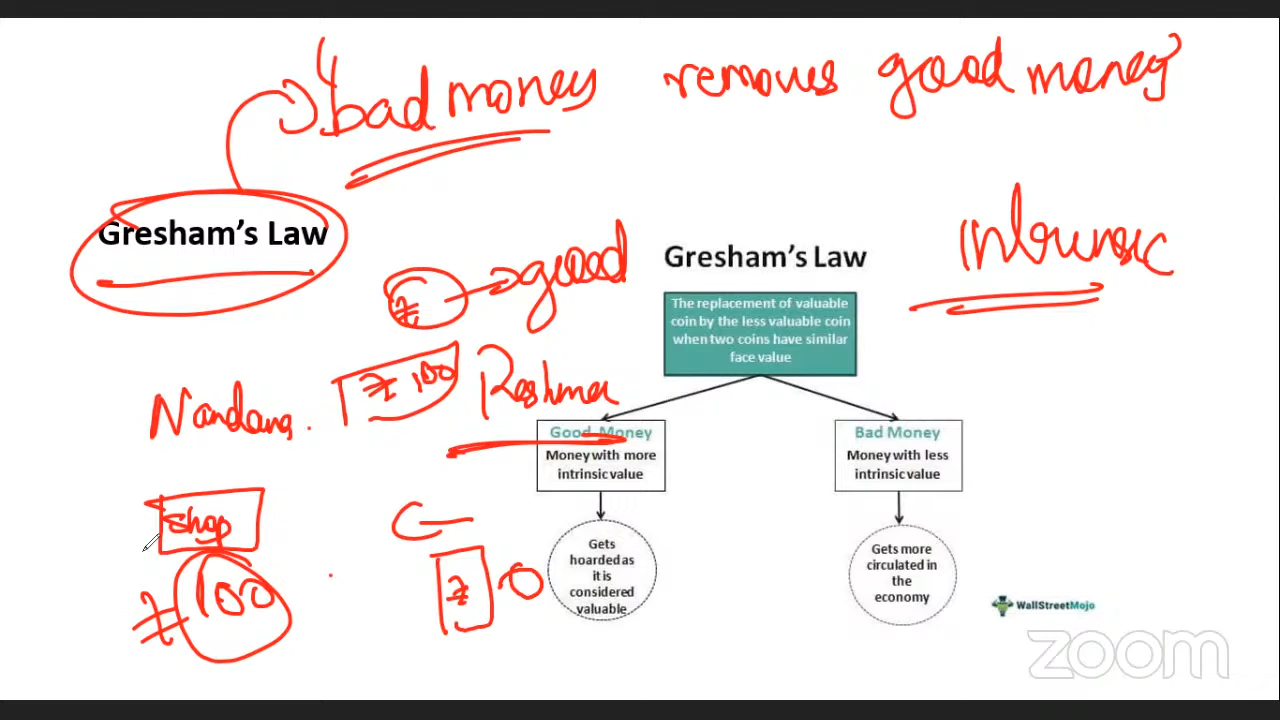 "bad money removes good money"
Gresham's Law
intrinsic
good
₹
₹ 100
Nandana.
Reshma
shop
₹ 100
₹
Gresham's Law
The replacement of valuable
coin by the less valuable coin
when two coins have similar
face value
Good Money
Money with more
intrinsic value
Bad Money
Money with less
intrinsic value
Gets
hoarded as
it is
considered
valuable
Gets more
circulated in
the
economy
WallStreetMojo
zoom